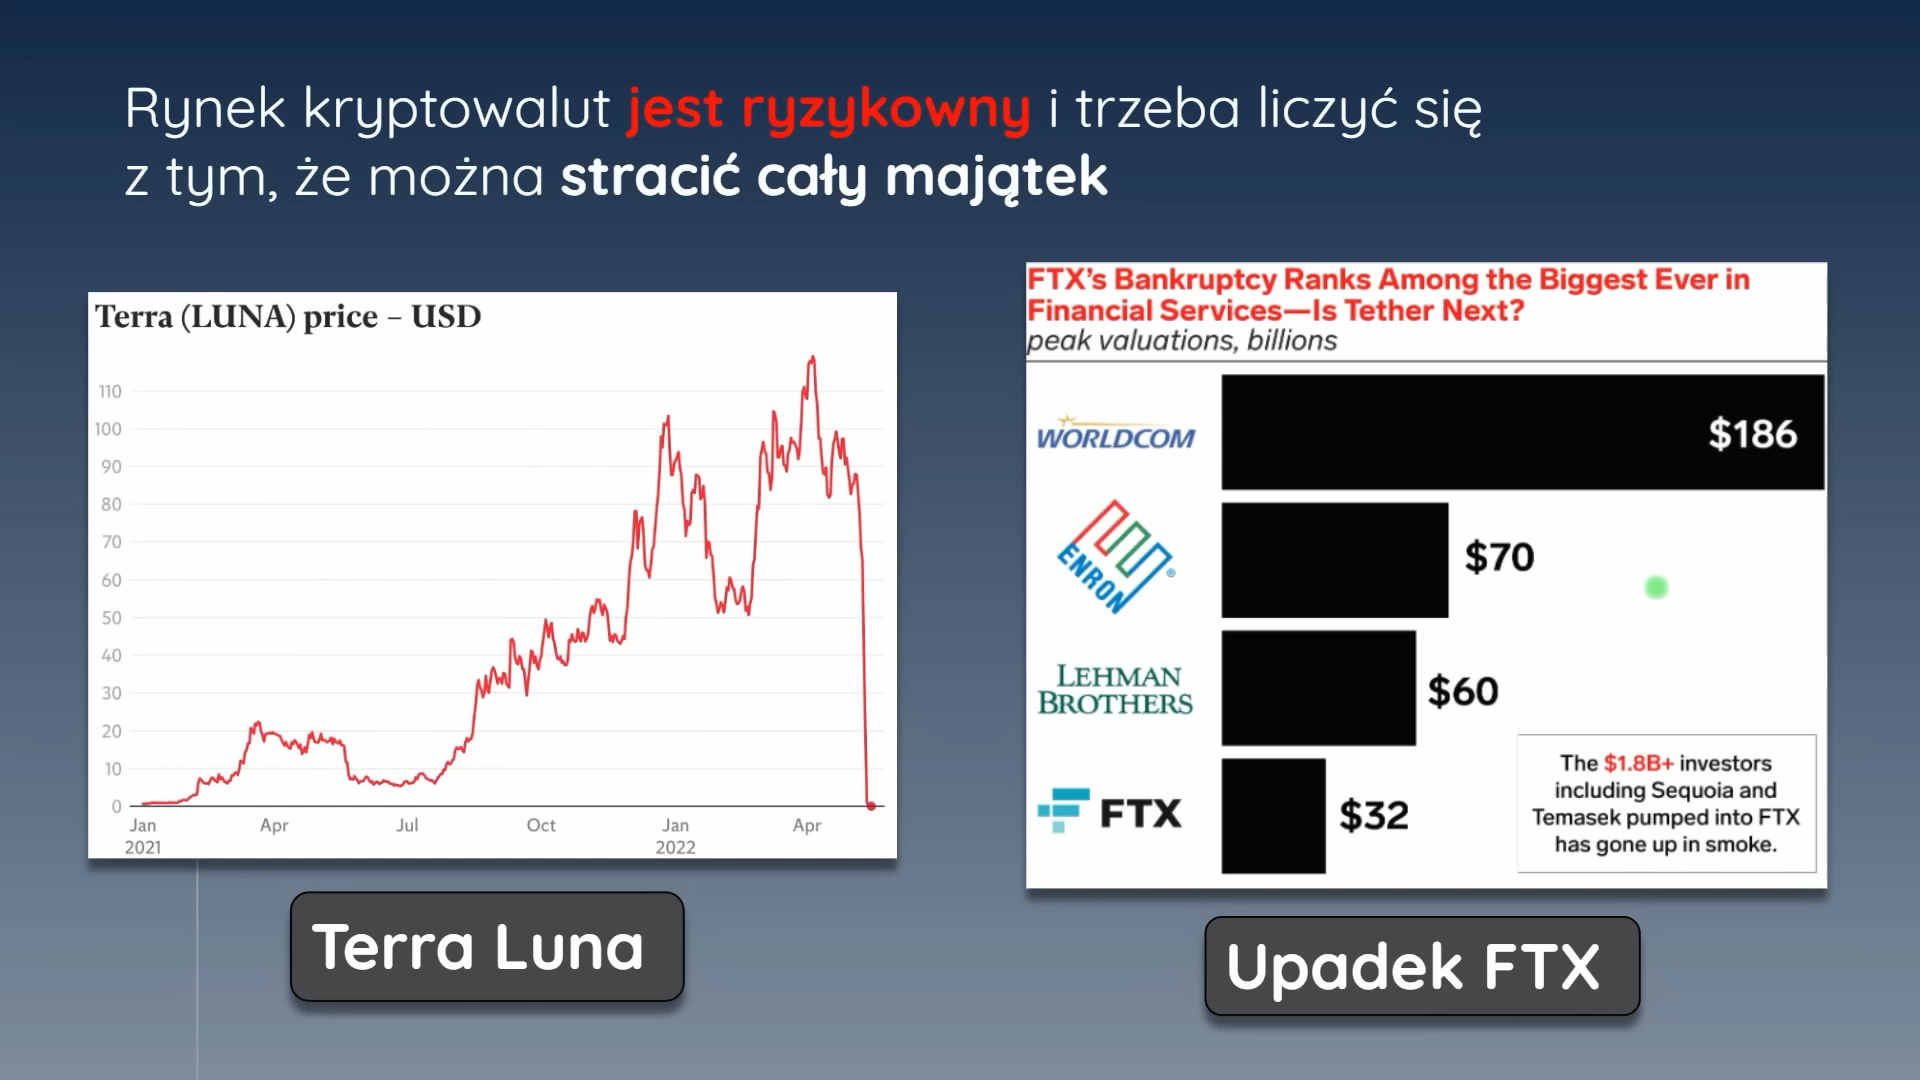 Rynek kryptowalut jest ryzykowny i trzeba liczyć się
z tym, że można stracić cały majątek
Terra (LUNA) price – USD
110
100
90
80
70
60
50
40
30
20
10
0
Jan Apr Jul Oct Jan Apr
2021 2022
Terra Luna
FTX's Bankruptcy Ranks Among the Biggest Ever in
Financial Services—Is Tether Next?
peak valuations, billions
WORLDCOM $186
ENRON® $70
LEHMAN
BROTHERS $60
FTX $32
The $1.8B+ investors
including Sequoia and
Temasek pumped into FTX
has gone up in smoke.
Upadek FTX